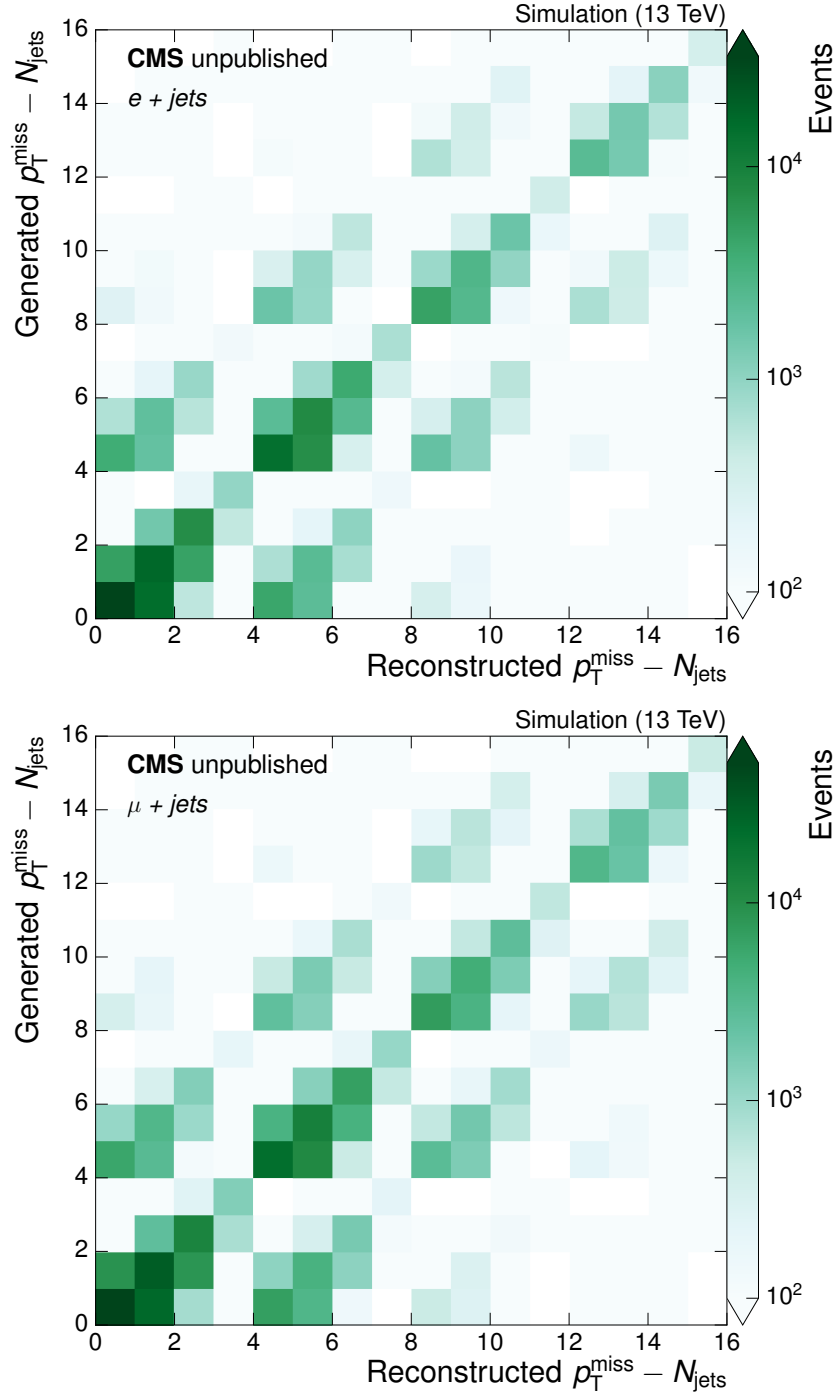 Simulation (13 TeV)
CMS unpublished
e + jets
Generated p_T^miss − N_jets
16
14
12
10
8
6
4
2
0
0 2 4 6 8 10 12 14 16
Reconstructed p_T^miss − N_jets
Events
10^4
10^3
10^2
Simulation (13 TeV)
CMS unpublished
μ + jets
Generated p_T^miss − N_jets
16
14
12
10
8
6
4
2
0
0 2 4 6 8 10 12 14 16
Reconstructed p_T^miss − N_jets
Events
10^4
10^3
10^2